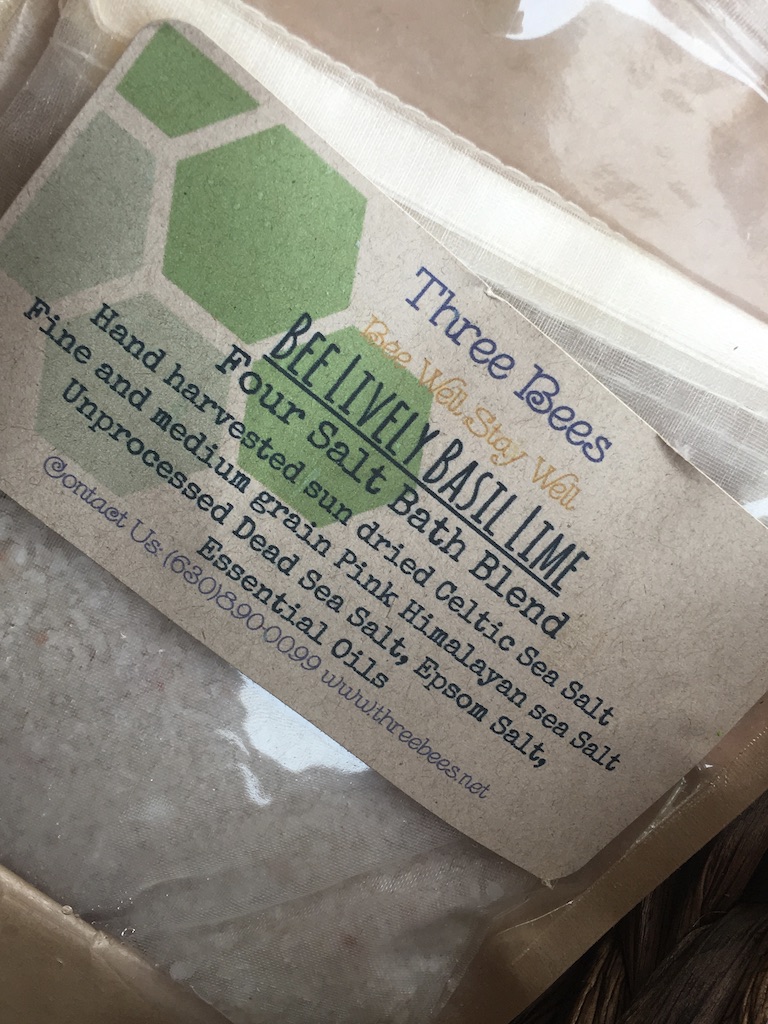 Three Bees
Bee Well Stay Well
BEE LIVELY BASIL LIME
Four Salt Bath Blend
Hand harvested sun dried Celtic Sea Salt
Fine and medium grain Pink Himalayan sea Salt
Unprocessed Dead Sea Salt, Epsom Salt,
Essential Oils
Contact Us: (630)890-0099 www.threebees.net